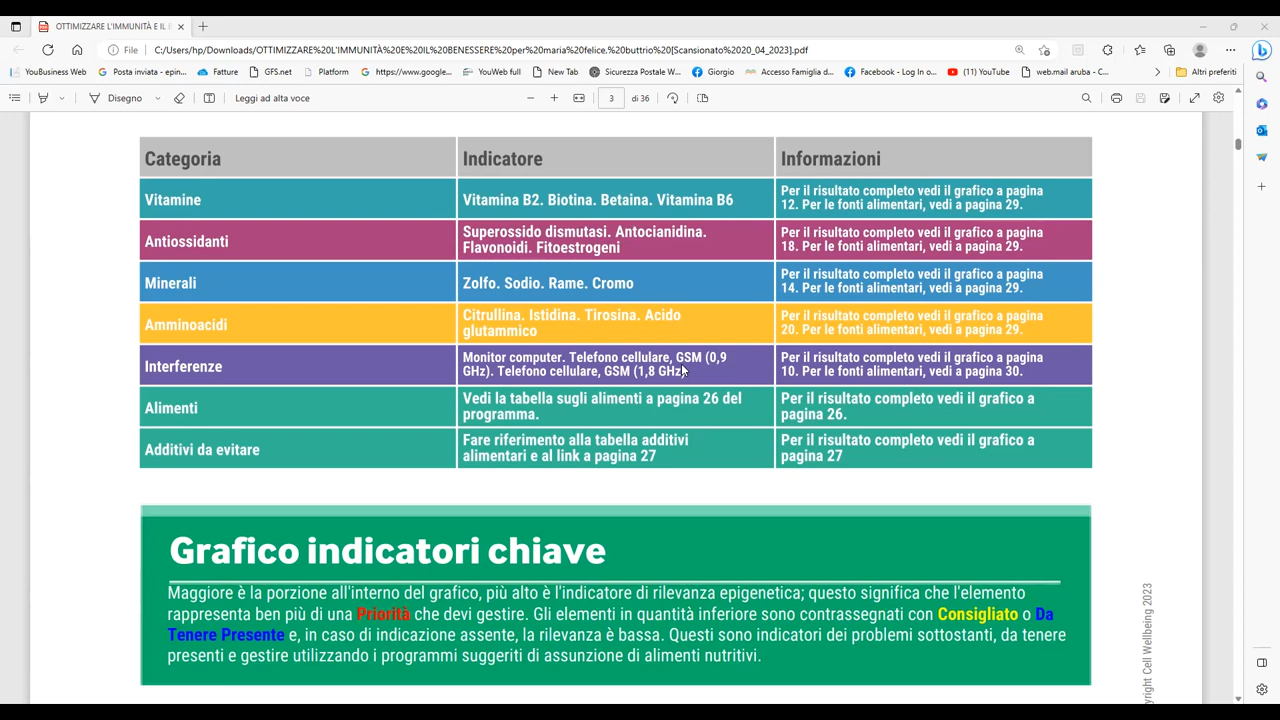 OTTIMIZZARE L'IMMUNITÀ E IL
File
C:/Users/hp/Downloads/OTTIMIZZARE%20L'IMMUNITÀ%20E%20IL%20BENESSERE%20per%20maria%20felice,%20buttrio%20[Scansionato%2020_04_2023].pdf
YouBusiness Web
Posta inviata - epin...
Fatture
GFS.net
Platform
https://www.google...
YouWeb full
New Tab
Sicurezza Postale W...
Giorgio
Accesso Famiglia d...
Facebook - Log In o...
(11) YouTube
web.mail aruba - C...
Altri preferiti
Disegno
Leggi ad alta voce
3 di 36
Categoria Indicatore Informazioni
Vitamine
Vitamina B2. Biotina. Betaina. Vitamina B6
Per il risultato completo vedi il grafico a pagina
12. Per le fonti alimentari, vedi a pagina 29.
Antiossidanti
Superossido dismutasi. Antocianidina.
Flavonoidi. Fitoestrogeni
Per il risultato completo vedi il grafico a pagina
18. Per le fonti alimentari, vedi a pagina 29.
Minerali
Zolfo. Sodio. Rame. Cromo
Per il risultato completo vedi il grafico a pagina
14. Per le fonti alimentari, vedi a pagina 29.
Amminoacidi
Citrullina. Istidina. Tirosina. Acido
glutammico
Per il risultato completo vedi il grafico a pagina
20. Per le fonti alimentari, vedi a pagina 29.
Interferenze
Monitor computer. Telefono cellulare, GSM (0,9
GHz). Telefono cellulare, GSM (1,8 GHz)
Per il risultato completo vedi il grafico a pagina
10. Per le fonti alimentari, vedi a pagina 30.
Alimenti
Vedi la tabella sugli alimenti a pagina 26 del
programma.
Per il risultato completo vedi il grafico a
pagina 26.
Additivi da evitare
Fare riferimento alla tabella additivi
alimentari e al link a pagina 27
Per il risultato completo vedi il grafico a
pagina 27
Grafico indicatori chiave
Maggiore è la porzione all'interno del grafico, più alto è l'indicatore di rilevanza epigenetica; questo significa che l'elemento
rappresenta ben più di una Priorità che devi gestire. Gli elementi in quantità inferiore sono contrassegnati con Consigliato o Da
Tenere Presente e, in caso di indicazione assente, la rilevanza è bassa. Questi sono indicatori dei problemi sottostanti, da tenere
presenti e gestire utilizzando i programmi suggeriti di assunzione di alimenti nutritivi.
yright Cell Wellbeing 2023